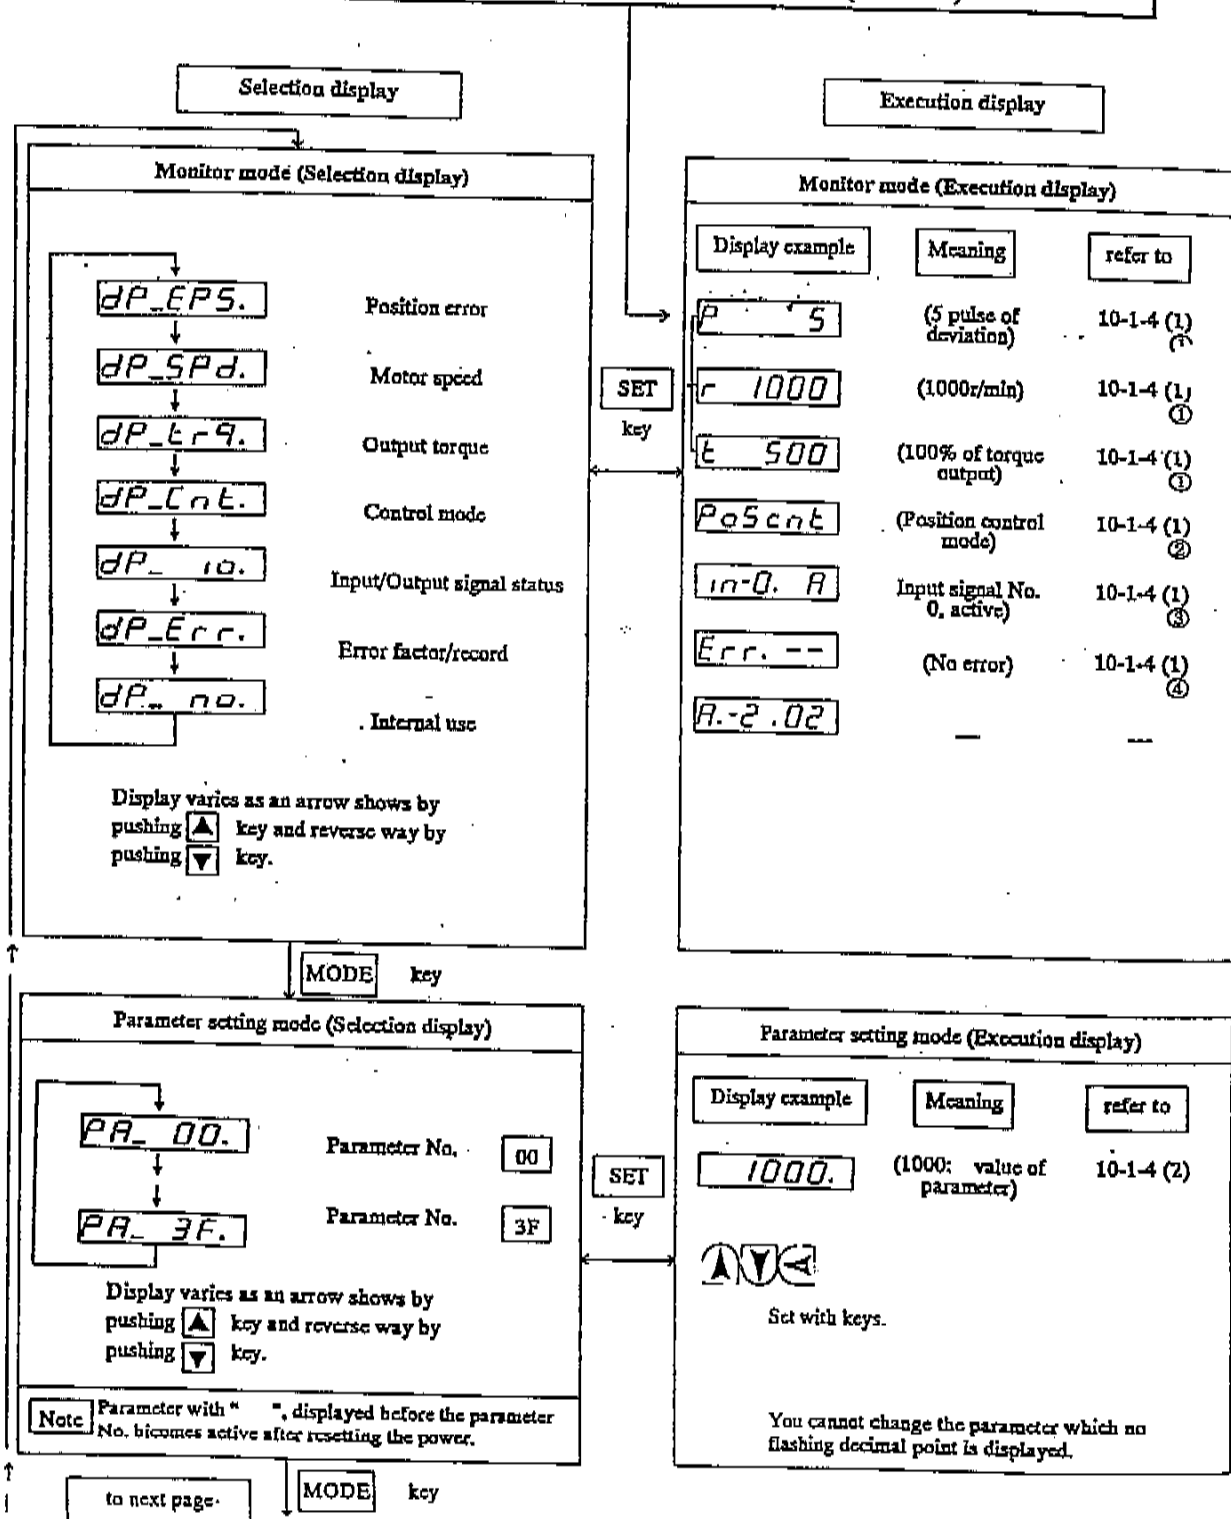 Selection display
Execution display
Monitor mode (Selection display)
dP_EPS. Position error
dP_SPd. Motor speed
dP_trq. Output torque
dP_Cnt. Control mode
dP_ io. Input/Output signal status
dP_Err. Error factor/record
dP_ no. . Internal use
Display varies as an arrow shows by
pushing ▲ key and reverse way by
pushing ▼ key.
SET
key
Monitor mode (Execution display)
Display example Meaning refer to
P 5 (5 pulse of
deviation) 10-1-4 (1)
r 1000 (1000r/min) 10-1-4 (1)
①
t 500 (100% of torque
output) 10-1-4 (1)
①
PoScnt (Position control
mode) 10-1-4 (1)
②
in-0. A Input signal No.
0, active) 10-1-4 (1)
③
Err. -- (No error) 10-1-4 (1)
④
A.-2.02 — ---
MODE key
Parameter setting mode (Selection display)
PA_ 00. Parameter No. 00
PA_ 3F. Parameter No. 3F
Display varies as an arrow shows by
pushing ▲ key and reverse way by
pushing ▼ key.
Note Parameter with “ ”, displayed before the parameter
No. bicomes active after resetting the power.
SET
key
Parameter setting mode (Execution display)
Display example Meaning refer to
1000. (1000: value of
parameter) 10-1-4 (2)
Set with keys.
You cannot change the parameter which no
flashing decimal point is displayed.
to next page
MODE key